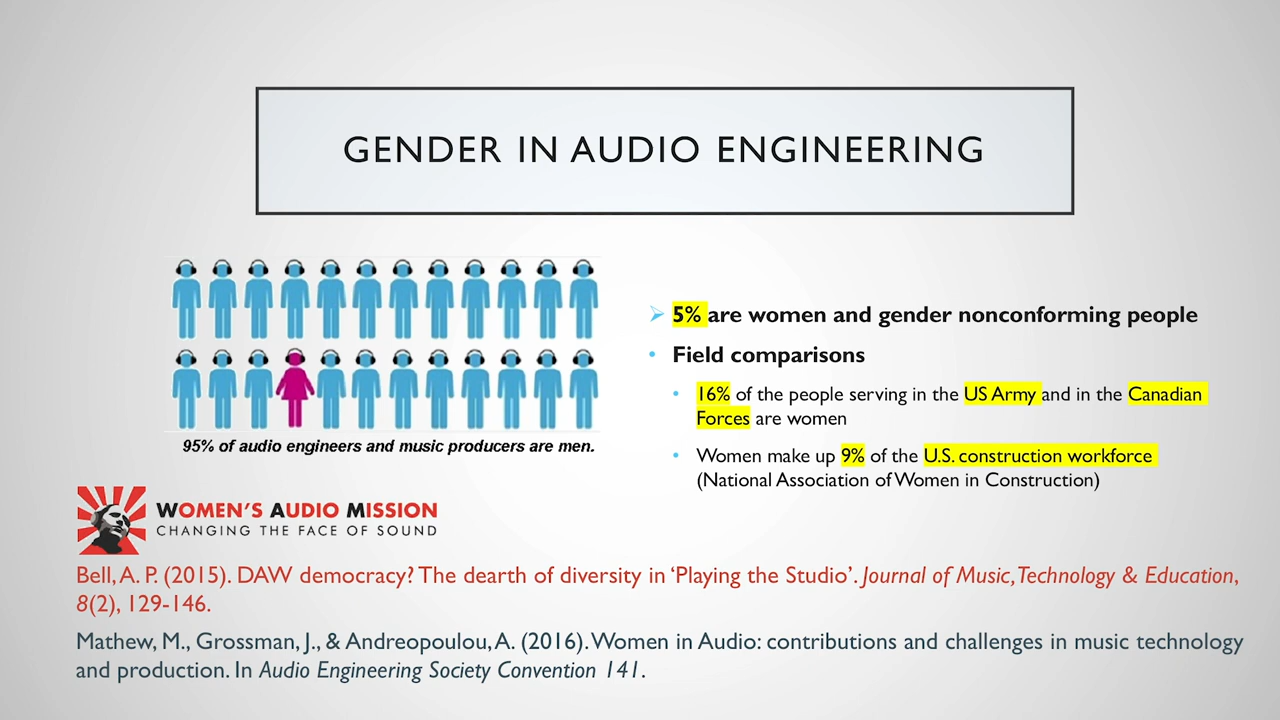 GENDER IN AUDIO ENGINEERING
95% of audio engineers and music producers are men.
5% are women and gender nonconforming people
Field comparisons
16% of the people serving in the US Army and in the Canadian
Forces are women
Women make up 9% of the U.S. construction workforce
(National Association of Women in Construction)
WOMEN'S AUDIO MISSION
CHANGING THE FACE OF SOUND
Bell, A. P. (2015). DAW democracy? The dearth of diversity in ‘Playing the Studio’. Journal of Music, Technology & Education,
8(2), 129-146.
Mathew, M., Grossman, J., & Andreopoulou, A. (2016). Women in Audio: contributions and challenges in music technology
and production. In Audio Engineering Society Convention 141.